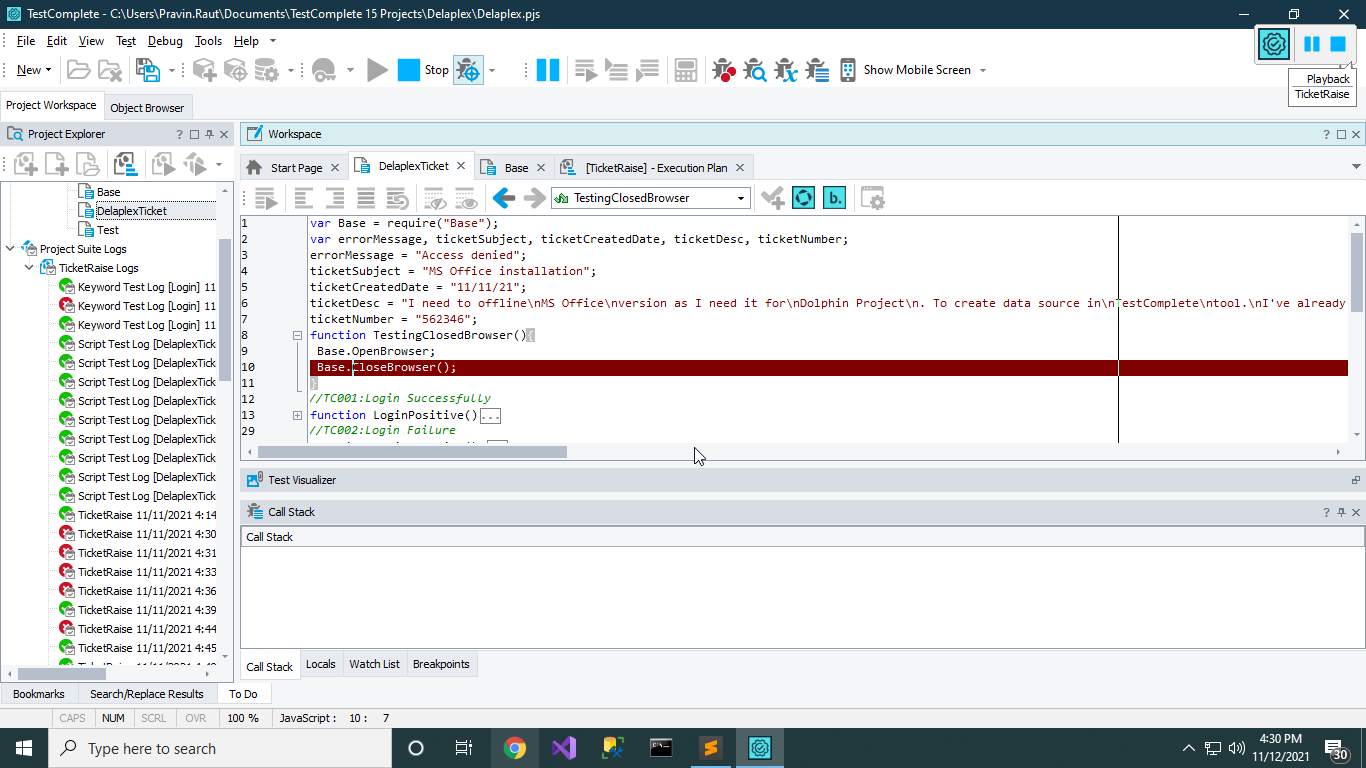 TestComplete - C:\Users\Pravin.Raut\Documents\TestComplete 15 Projects\Delaplex\Delaplex.pjs
File Edit View Test Debug Tools Help
New Stop Show Mobile Screen
Playback
TicketRaise
Project Workspace Object Browser
Project Explorer ?
Workspace ?
Start Page DelaplexTicket Base [TicketRaise] - Execution Plan
TestingClosedBrowser b.
Base
DelaplexTicket
Test
Project Suite Logs
TicketRaise Logs
Keyword Test Log [Login] 11
Keyword Test Log [Login] 11
Keyword Test Log [Login] 11
Script Test Log [DelaplexTick
Script Test Log [DelaplexTick
Script Test Log [DelaplexTick
Script Test Log [DelaplexTick
Script Test Log [DelaplexTick
Script Test Log [DelaplexTick
Script Test Log [DelaplexTick
Script Test Log [DelaplexTick
Script Test Log [DelaplexTick
TicketRaise 11/11/2021 4:14
TicketRaise 11/11/2021 4:30
TicketRaise 11/11/2021 4:31
TicketRaise 11/11/2021 4:33
TicketRaise 11/11/2021 4:36
TicketRaise 11/11/2021 4:39
TicketRaise 11/11/2021 4:44
TicketRaise 11/11/2021 4:45
1 var Base = require("Base");
2 var errorMessage, ticketSubject, ticketCreatedDate, ticketDesc, ticketNumber;
3 errorMessage = "Access denied";
4 ticketSubject = "MS Office installation";
5 ticketCreatedDate = "11/11/21";
6 ticketDesc = "I need to offline\nMS Office\nversion as I need it for\nDolphin Project\n. To create data source in\nTestComplete\ntool.\nI've already
7 ticketNumber = "562346";
8 function TestingClosedBrowser(){
9 Base.OpenBrowser;
10 Base.CloseBrowser();
11 }
12 //TC001:Login Successfully
13 function LoginPositive()...
29 //TC002:Login Failure
Test Visualizer
Call Stack ?
Call Stack
Call Stack Locals Watch List Breakpoints
Bookmarks Search/Replace Results To Do
CAPS NUM SCRL OVR 100 % JavaScript : 10 : 7
Type here to search
4:30 PM
11/12/2021
30